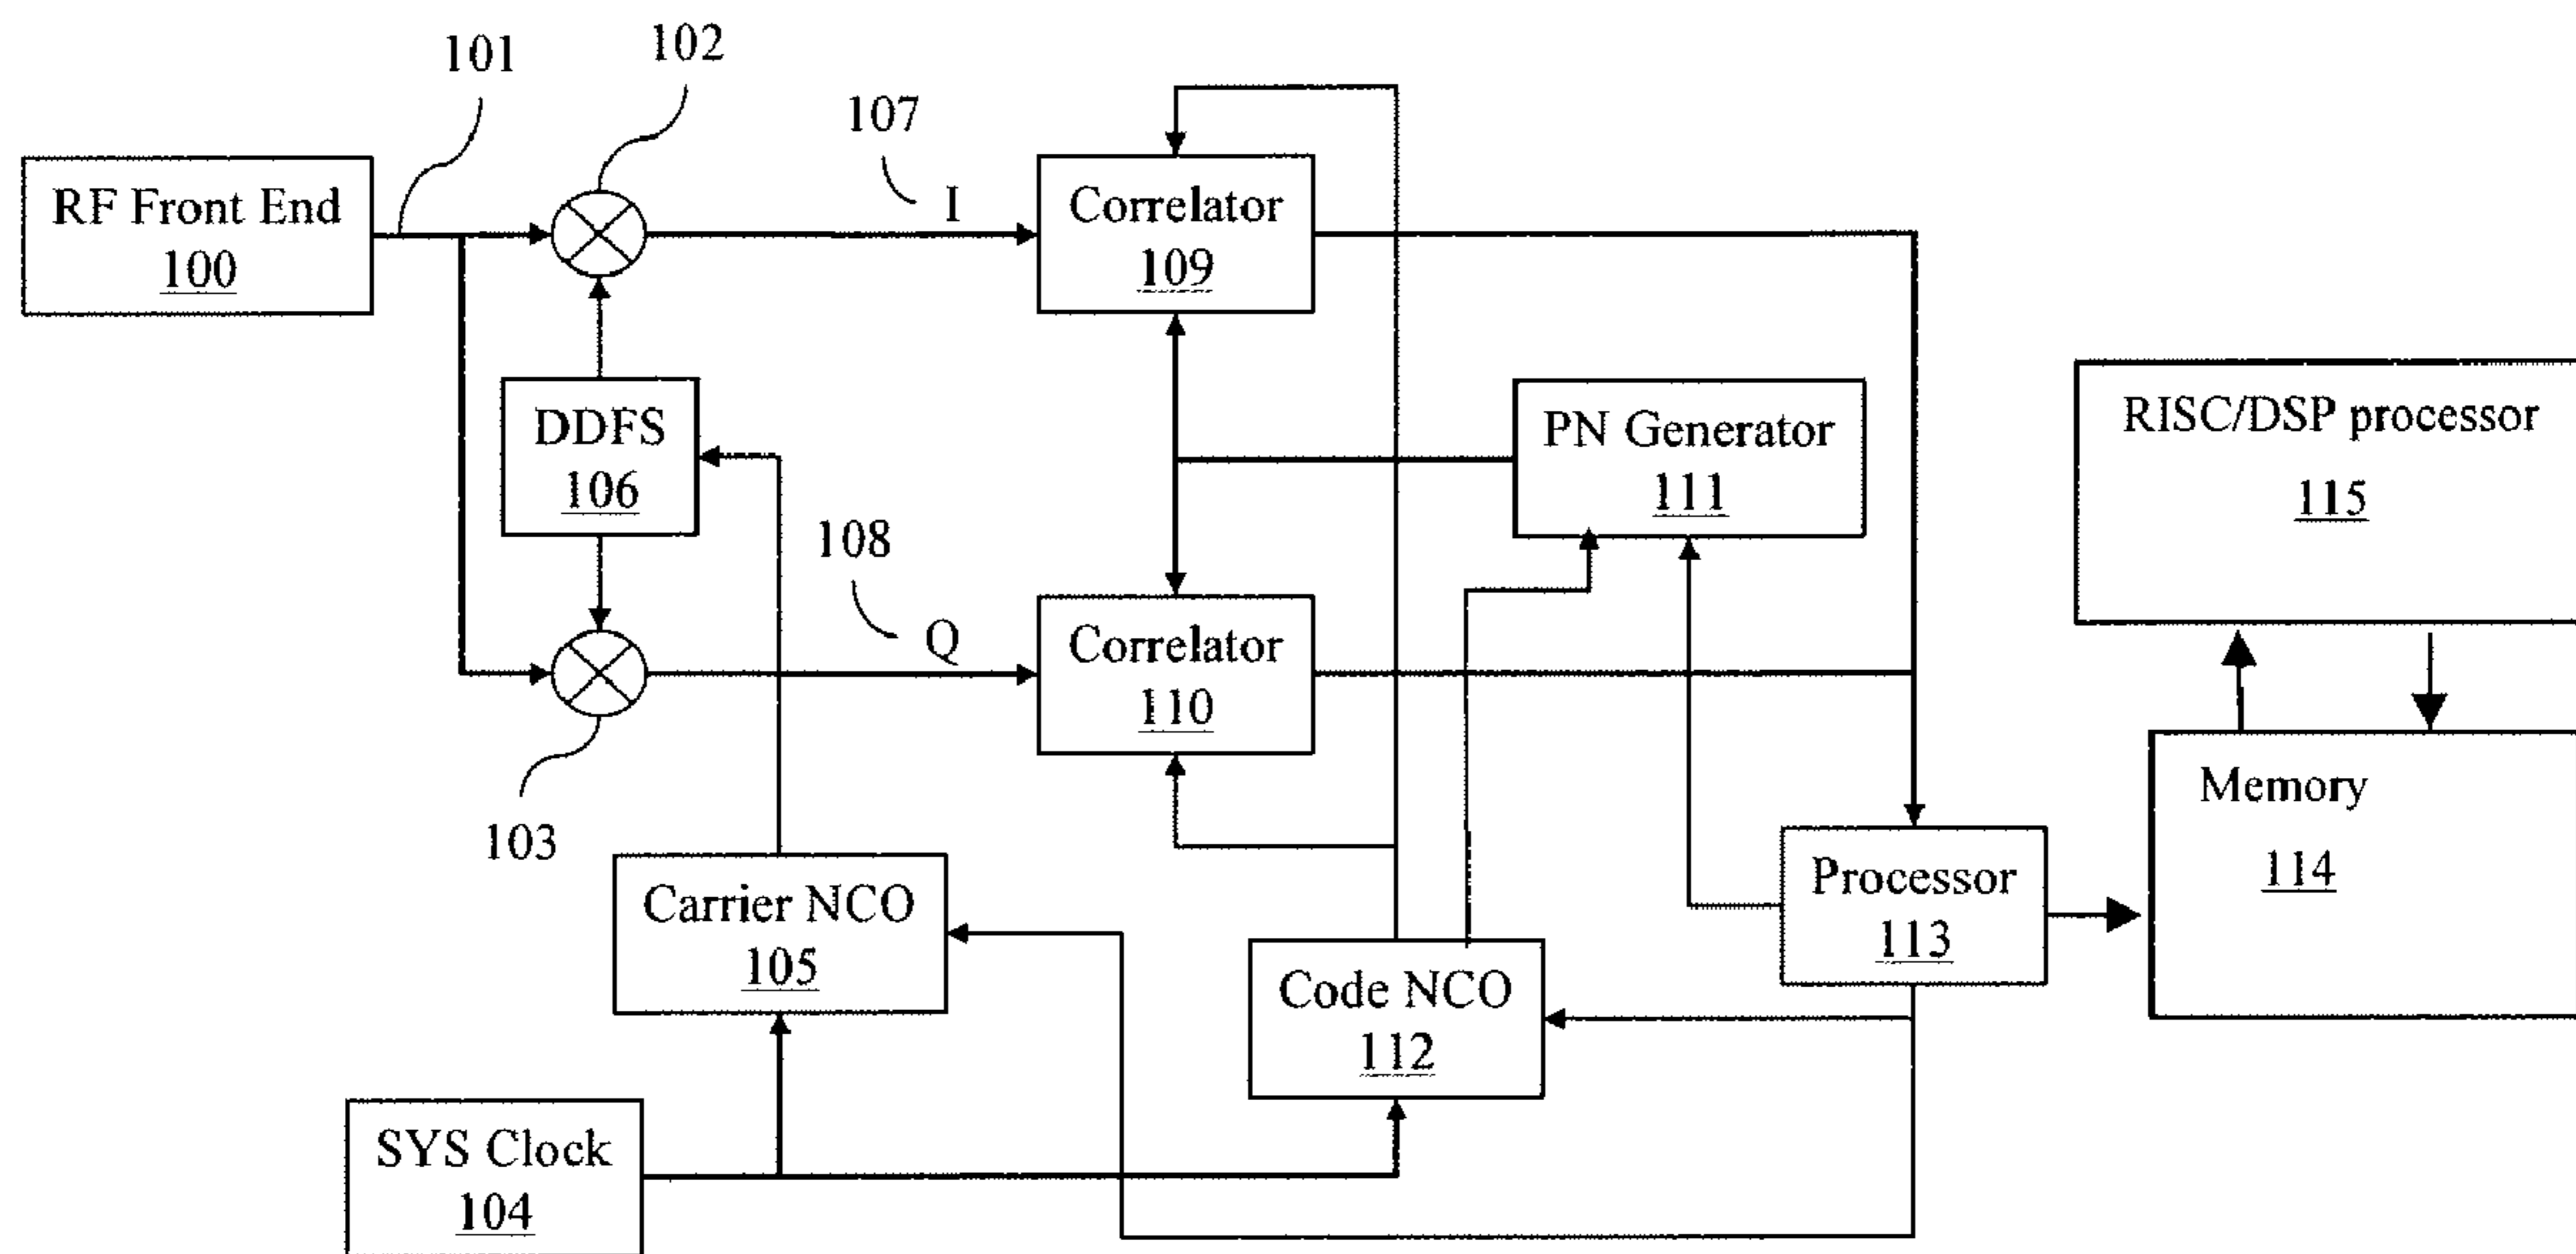 101
102
107
I
RF Front End
100
Correlator
109
DDFS
106
PN Generator
111
RISC/DSP processor
115
108
Q
Correlator
110
103
Memory
114
Carrier NCO
105
Processor
113
Code NCO
112
SYS Clock
104